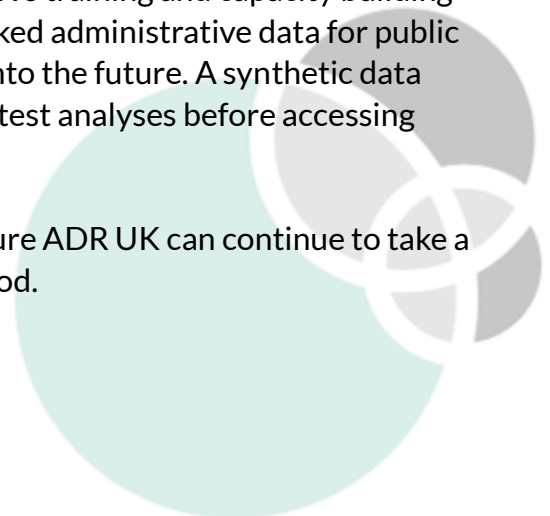 training and capacity building
ked administrative data for public
nto the future. A synthetic data
test analyses before accessing
ure ADR UK can continue to take a
od.